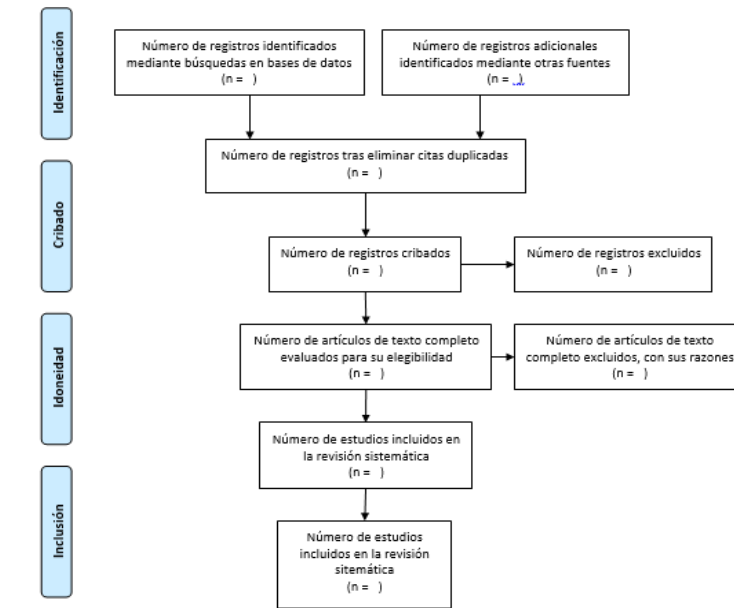 Identificación
Número de registros identificados
mediante búsquedas en bases de datos
(n =   )
Número de registros adicionales
identificados mediante otras fuentes
(n =   )
Número de registros tras eliminar citas duplicadas
(n =   )
Cribado
Número de registros cribados
(n =   )
Número de registros excluidos
(n =   )
Idoneidad
Número de artículos de texto completo
evaluados para su elegibilidad
(n =   )
Número de artículos de texto
completo excluidos, con sus razones
(n =   )
Número de estudios incluidos en
la revisión sistemática
(n =   )
Inclusión
Número de estudios
incluidos en la revisión
sitemática
(n =   )